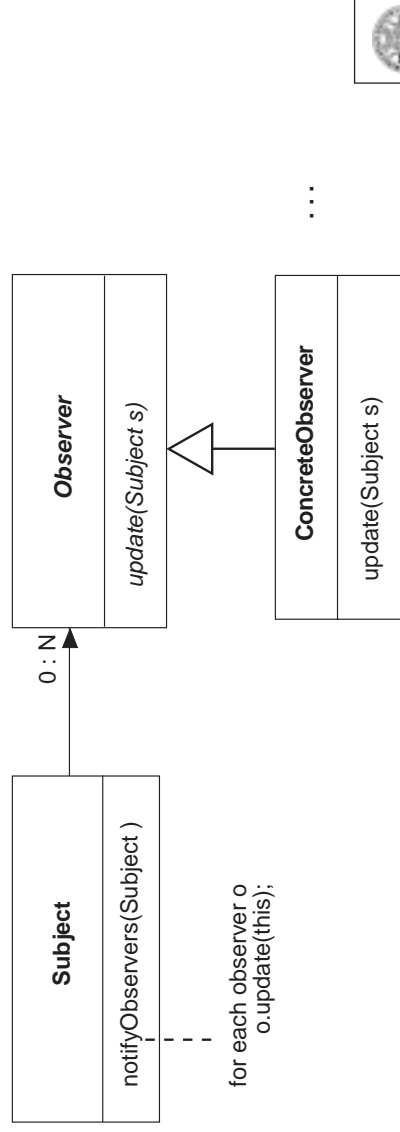 Subject
notifyObservers(Subject )
for each observer o
o.update(this);
0 : N
Observer
update(Subject s)
ConcreteObserver
update(Subject s)
...